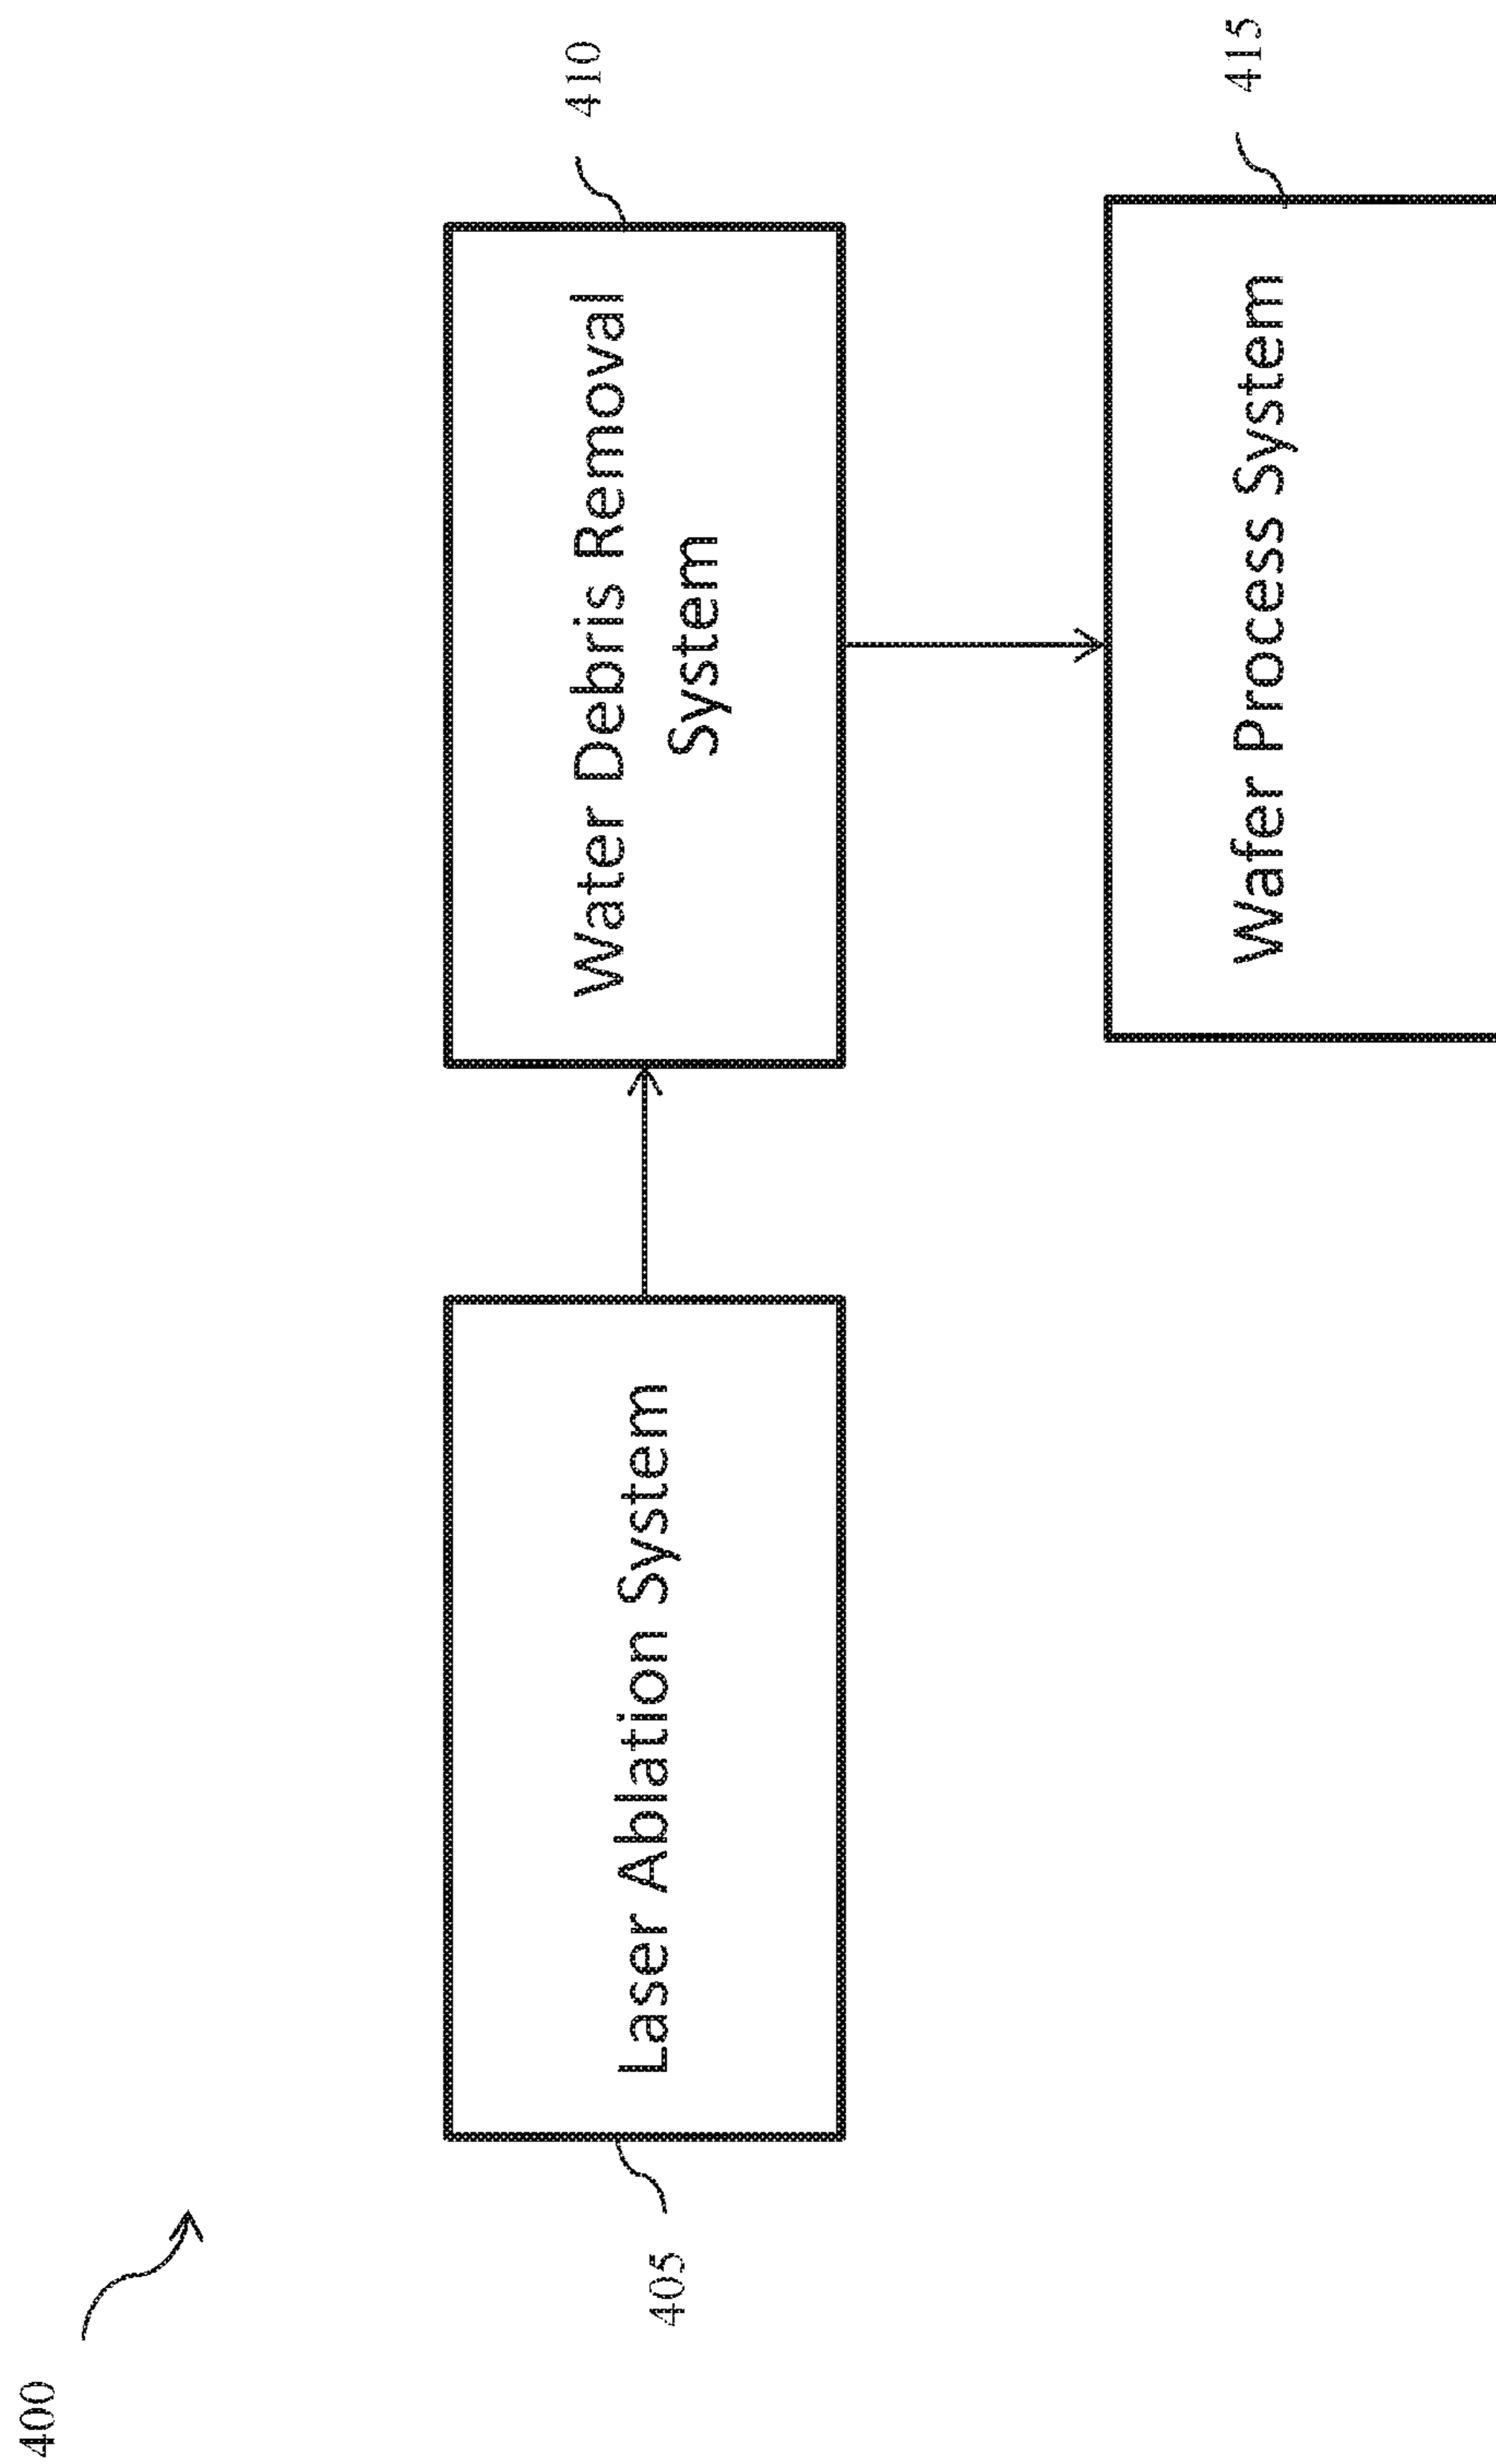 400
405
Laser Ablation System
410
Water Debris Removal
System
415
Wafer Process System